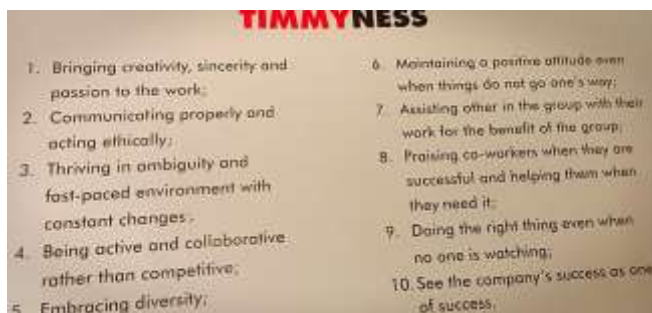 TIMMYNESS
1. Bringing creativity, sincerity and
passion to the work;
2. Communicating properly and
acting ethically;
3. Thriving in ambiguity and
fast-paced environment with
constant changes.
4. Being active and collaborative
rather than competitive;
5. Embracing diversity;
6. Maintaining a positive attitude even
when things do not go one's way;
7. Assisting other in the group with their
work for the benefit of the group;
8. Praising co-workers when they are
successful and helping them when
they need it;
9. Doing the right thing even when
no one is watching;
10. See the company's success as one
of success.